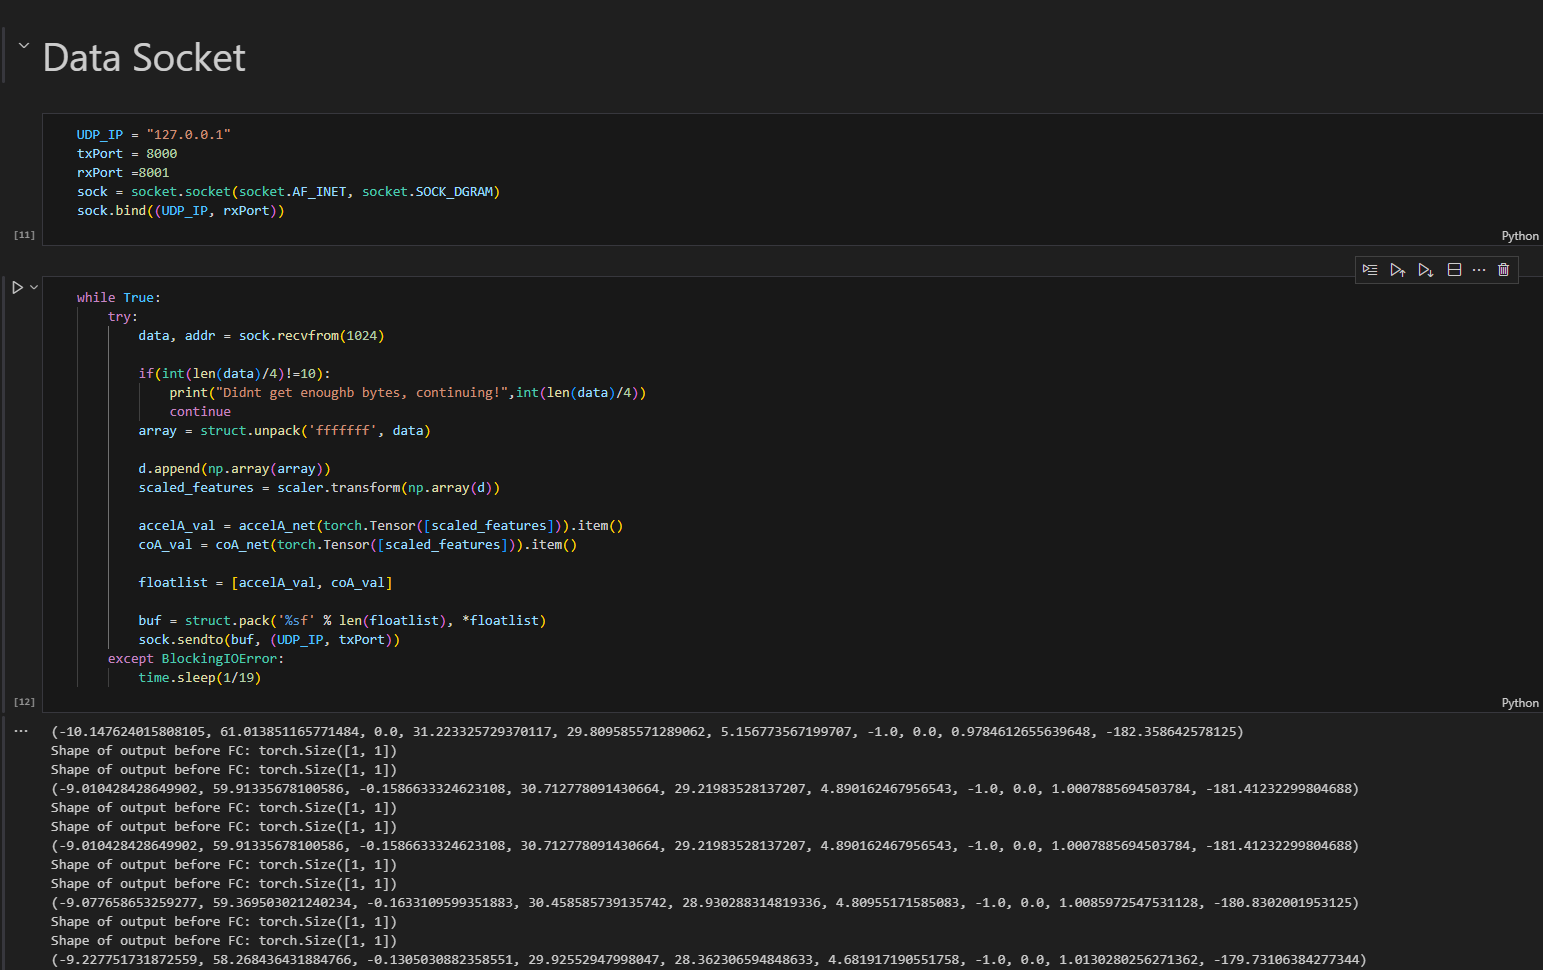 Data Socket
UDP_IP = "127.0.0.1"
txPort = 8000
rxPort =8001
sock = socket.socket(socket.AF_INET, socket.SOCK_DGRAM)
sock.bind((UDP_IP, rxPort))
[11]
Python
while True:
try:
data, addr = sock.recvfrom(1024)
if(int(len(data)/4)!=10):
print("Didnt get enoughb bytes, continuing!",int(len(data)/4))
continue
array = struct.unpack('fffffff', data)
d.append(np.array(array))
scaled_features = scaler.transform(np.array(d))
accelA_val = accelA_net(torch.Tensor([scaled_features])).item()
coA_val = coA_net(torch.Tensor([scaled_features])).item()
floatlist = [accelA_val, coA_val]
buf = struct.pack('%sf' % len(floatlist), *floatlist)
sock.sendto(buf, (UDP_IP, txPort))
except BlockingIOError:
time.sleep(1/19)
[12]
Python
(-10.147624015808105, 61.013851165771484, 0.0, 31.223325729370117, 29.809585571289062, 5.156773567199707, -1.0, 0.0, 0.9784612655639648, -182.358642578125)
Shape of output before FC: torch.Size([1, 1])
Shape of output before FC: torch.Size([1, 1])
(-9.010428428649902, 59.91335678100586, -0.1586633324623108, 30.712778091430664, 29.21983528137207, 4.890162467956543, -1.0, 0.0, 1.0007885694503784, -181.41232299804688)
Shape of output before FC: torch.Size([1, 1])
Shape of output before FC: torch.Size([1, 1])
(-9.010428428649902, 59.91335678100586, -0.1586633324623108, 30.712778091430664, 29.21983528137207, 4.890162467956543, -1.0, 0.0, 1.0007885694503784, -181.41232299804688)
Shape of output before FC: torch.Size([1, 1])
Shape of output before FC: torch.Size([1, 1])
(-9.077658653259277, 59.369503021240234, -0.1633109599351883, 30.458585739135742, 28.930288314819336, 4.80955171585083, -1.0, 0.0, 1.0085972547531128, -180.8302001953125)
Shape of output before FC: torch.Size([1, 1])
Shape of output before FC: torch.Size([1, 1])
(-9.227751731872559, 58.268436431884766, -0.1305030882358551, 29.92552947998047, 28.362306594848633, 4.681917190551758, -1.0, 0.0, 1.0130280256271362, -179.73106384277344)